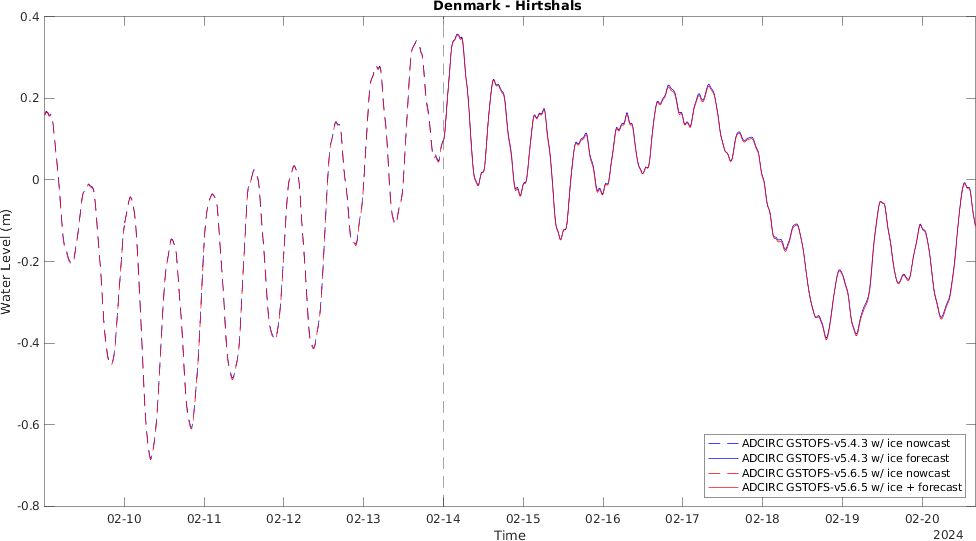 Denmark - Hirtshals
0.4
0.2
0
-0.2
-0.4
-0.6
-0.8
Water Level (m)
ADCIRC GSTOFS-v5.4.3 w/ ice nowcast
ADCIRC GSTOFS-v5.4.3 w/ ice forecast
ADCIRC GSTOFS-v5.6.5 w/ ice nowcast
ADCIRC GSTOFS-v5.6.5 w/ ice + forecast
02-10 02-11 02-12 02-13 02-14 02-15 02-16 02-17 02-18 02-19 02-20
Time
2024